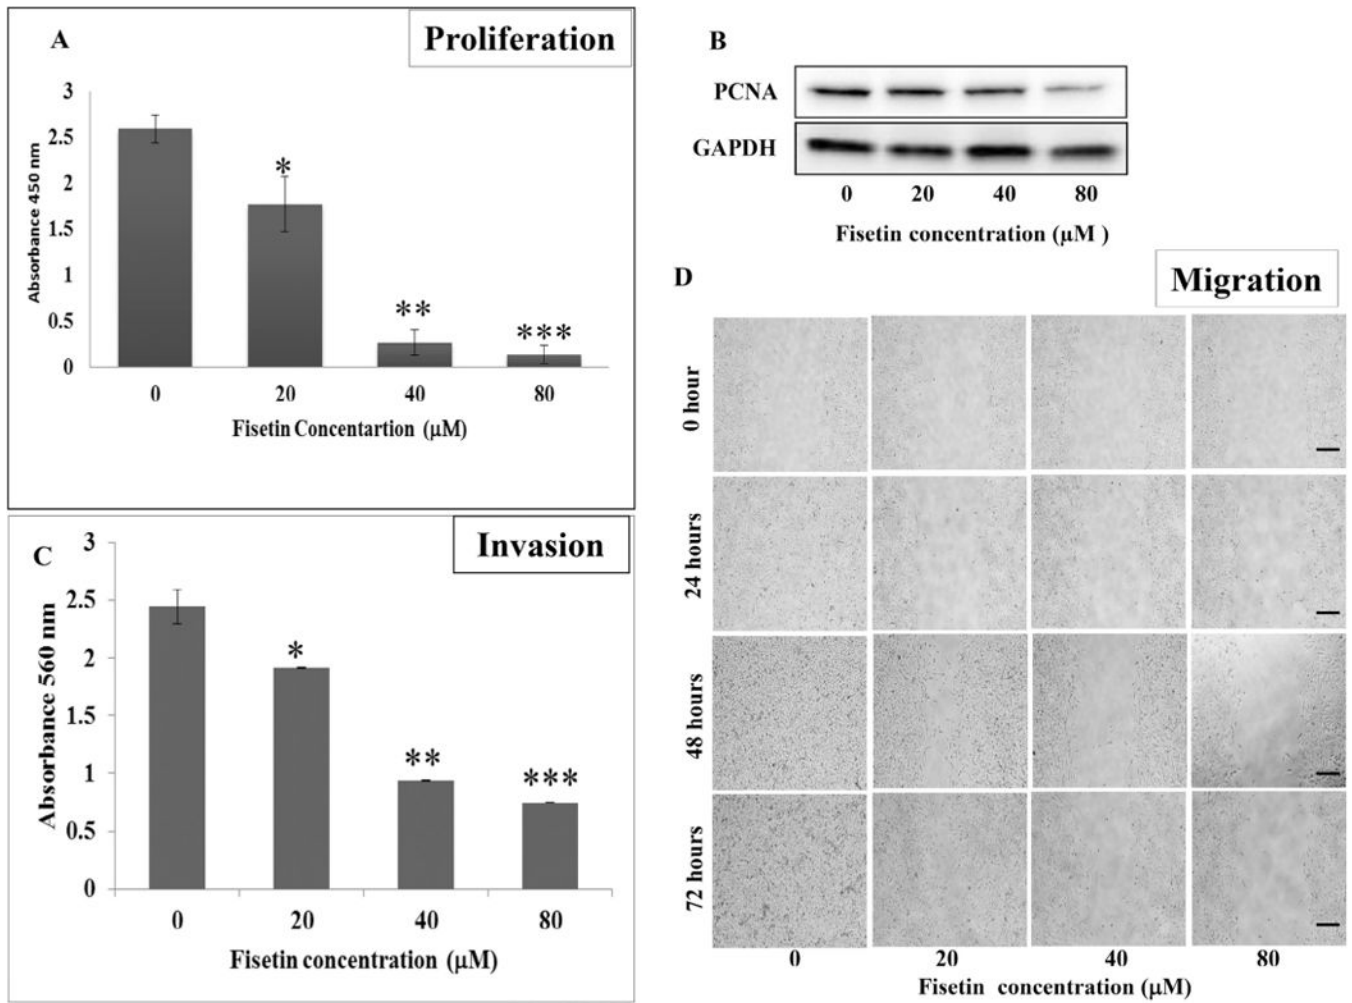 A
Proliferation
3
2.5
2
1.5
1
0.5
0
Absorbance 450 nm
*
**
***
0 20 40 80
Fisetin Concentartion (µM)
B
PCNA
GAPDH
0 20 40 80
Fisetin concentration (µM )
C
Invasion
3
2.5
2
1.5
1
0.5
0
Absorbance 560 nm
*
**
***
0 20 40 80
Fisetin concentration (µM)
D
Migration
0 hour
24 hours
48 hours
72 hours
0 20 40 80
Fisetin concentration (µM)